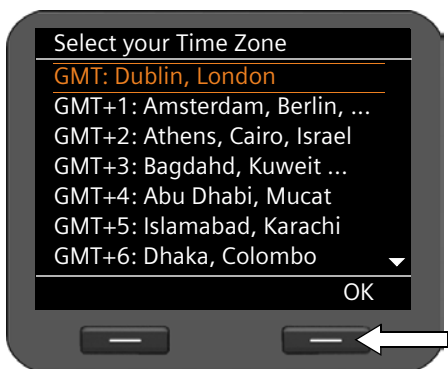 Select your Time Zone
GMT: Dublin, London
GMT+1: Amsterdam, Berlin, ...
GMT+2: Athens, Cairo, Israel
GMT+3: Bagdahd, Kuweit ...
GMT+4: Abu Dhabi, Mucat
GMT+5: Islamabad, Karachi
GMT+6: Dhaka, Colombo
OK